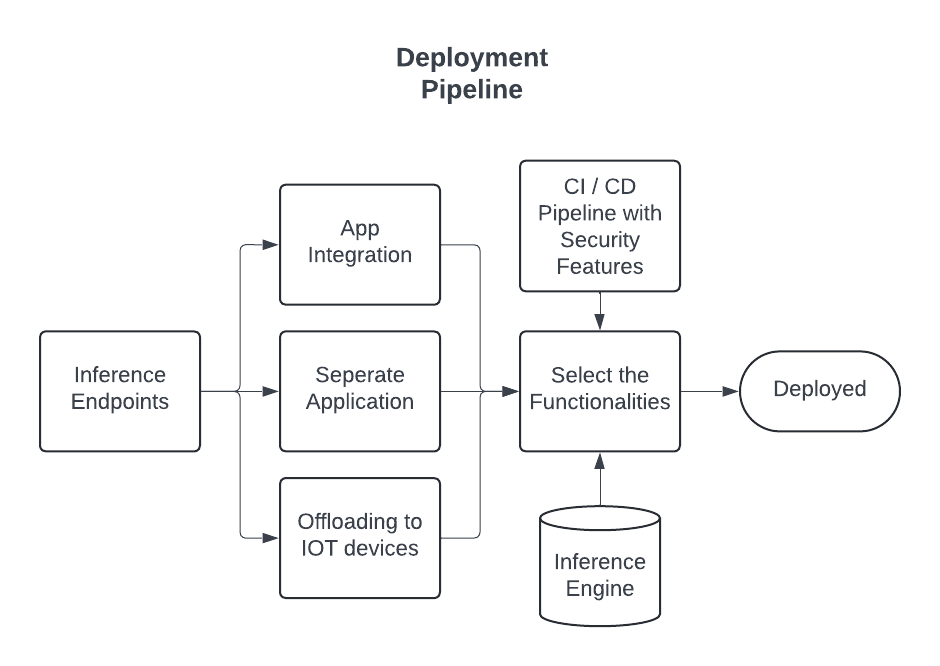 Deployment
Pipeline
CI / CD
Pipeline with
Security
Features
App
Integration
Inference
Endpoints
Seperate
Application
Select the
Functionalities
Deployed
Offloading to
IOT devices
Inference
Engine